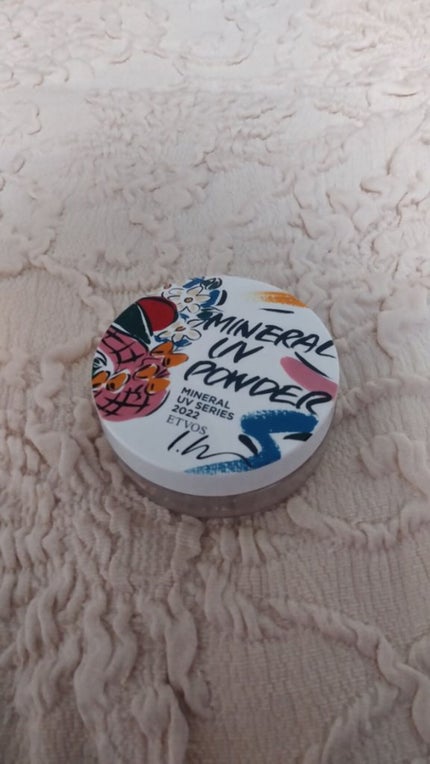 MINERAL
UV
POWDER
MINERAL
UV SERIES
2022
ETVOS